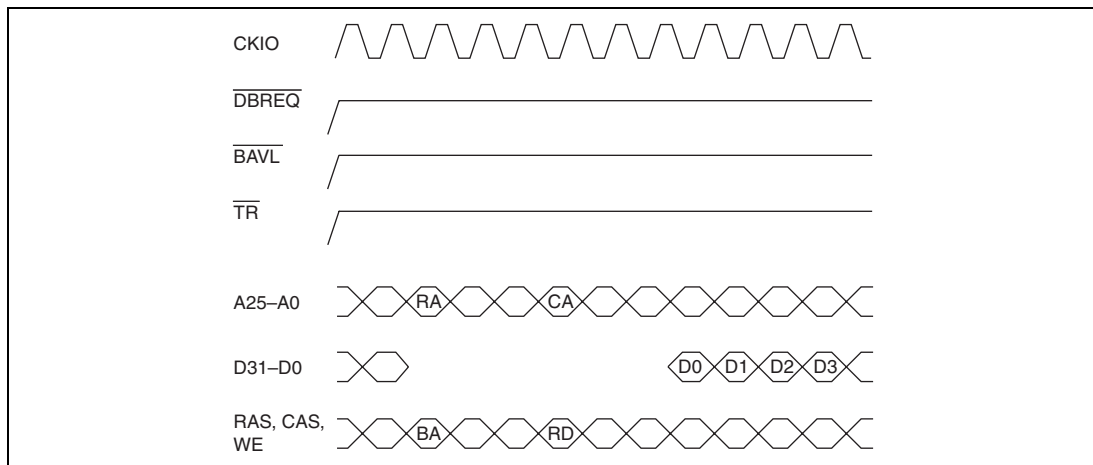 CKIO
DBREQ
BAVL
TR
A25–A0 RA CA
D31–D0 D0 D1 D2 D3
RAS, CAS,
WE BA RD